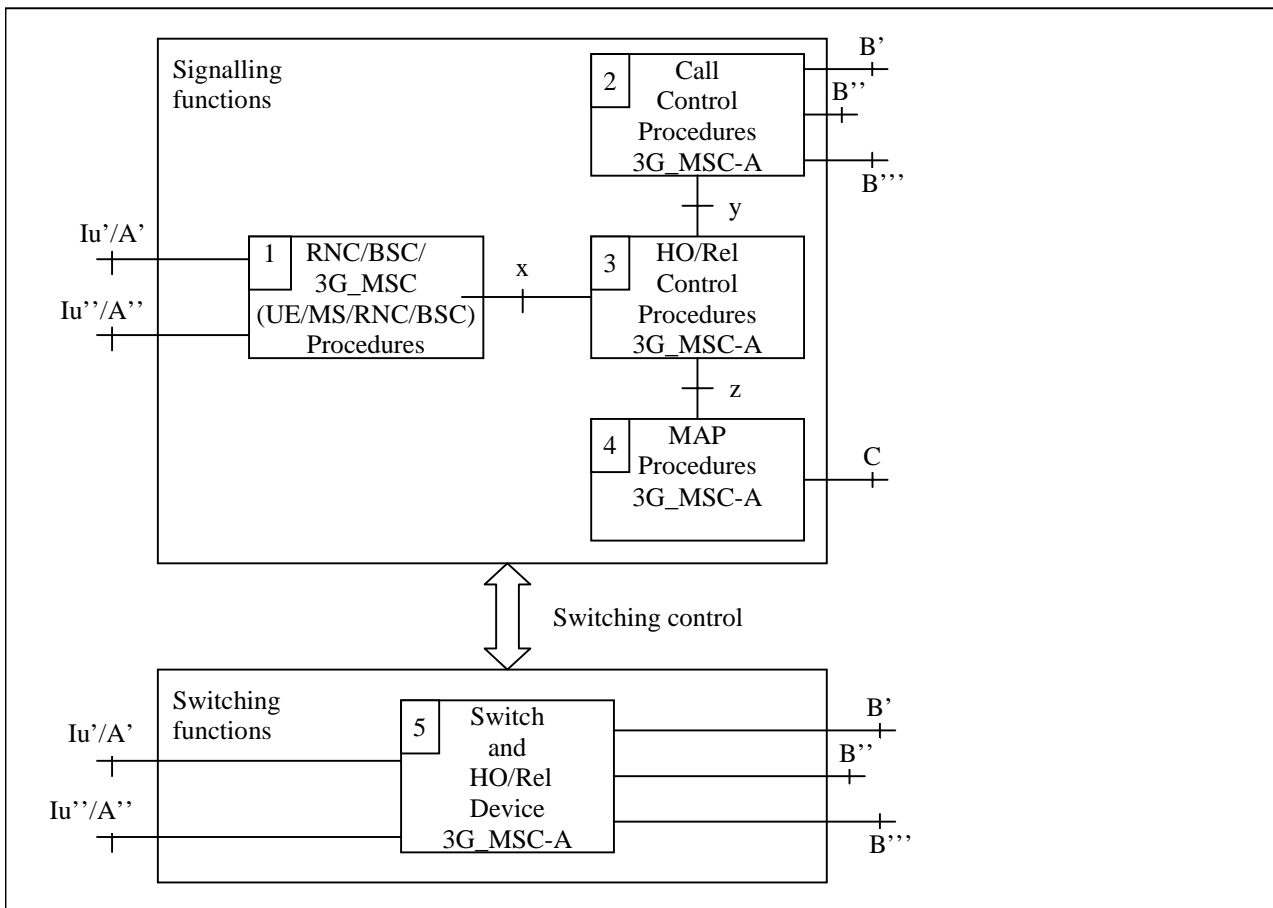 Signalling
functions
2
Call
Control
Procedures
3G_MSC-A
B'
B''
B’’’
y
Iu’/A'
Iu’’/A’’
1
RNC/BSC/
3G_MSC
(UE/MS/RNC/BSC)
Procedures
x
3
HO/Rel
Control
Procedures
3G_MSC-A
z
4
MAP
Procedures
3G_MSC-A
C
Switching control
Switching
functions
Iu’/A'
Iu’’/A’’
5
Switch
and
HO/Rel
Device
3G_MSC-A
B’
B’’
B’’’